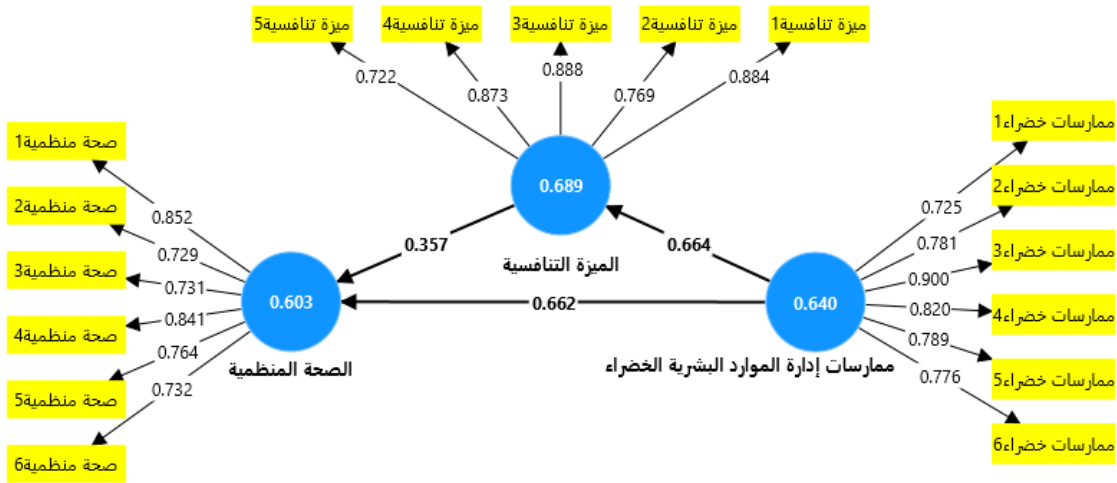 ميزة تنافسية1
ميزة تنافسية2
ميزة تنافسية3
ميزة تنافسية4
ميزة تنافسية5
0.884
0.769
0.888
0.873
0.722
0.689
الميزة التنافسية
ممارسات خضراء1
ممارسات خضراء2
ممارسات خضراء3
ممارسات خضراء4
ممارسات خضراء5
ممارسات خضراء6
0.725
0.781
0.900
0.820
0.789
0.776
0.640
ممارسات إدارة الموارد البشرية الخضراء
0.664
0.662
0.357
0.603
الصحة المنظمية
0.852
0.729
0.731
0.841
0.764
0.732
صحة منظمية1
صحة منظمية2
صحة منظمية3
صحة منظمية4
صحة منظمية5
صحة منظمية6